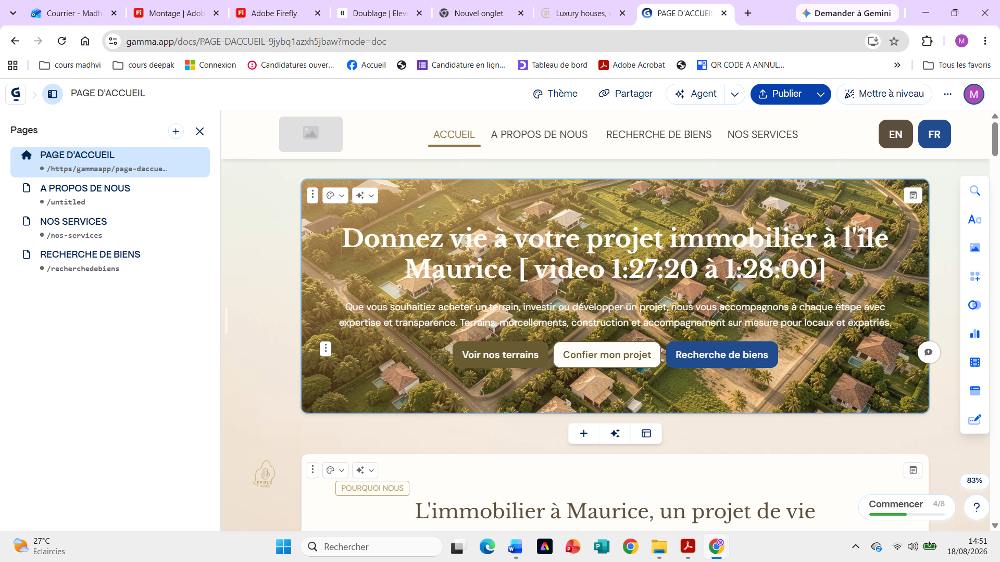 Courrier - Madh
Montage | Adob
Adobe Firefly
Doublage | Eleve
Nouvel onglet
Luxury houses, v
PAGE D'ACCUEIL
Demander à Gemini
gamma.app/docs/PAGE-DACCUEIL-9jybq1azxh5jbaw?mode=doc
M
cours madhvi
cours deepak
Connexion
Candidatures ouver...
Accueil
Candidature en lign...
Tableau de bord
Adobe Acrobat
QR CODE A ANNUL...
Tous les favoris
PAGE D'ACCUEIL
Thème
Partager
Agent
Publier
Mettre à niveau
M
Pages
PAGE D'ACCUEIL
/https/gammaapp/page-daccue…
A PROPOS DE NOUS
/untitled
NOS SERVICES
/nos-services
RECHERCHE DE BIENS
/recherchedebiens
ACCUEIL
A PROPOS DE NOUS
RECHERCHE DE BIENS
NOS SERVICES
EN
FR
Donnez vie à votre projet immobilier à l'île
Maurice [ video 1:27:20 à 1:28:00]
Que vous souhaitiez acheter un terrain, investir ou développer un projet, nous vous accompagnons à chaque étape avec
expertise et transparence. Terrains, morcellements, construction et accompagnement sur mesure pour locaux et expatriés.
Voir nos terrains
Confier mon projet
Recherche de biens
Aa
EFIELD
IMMO
POURQUOI NOUS
L'immobilier à Maurice, un projet de vie
83%
Commencer 4/8
?
27°C
Eclaircies
Rechercher
14:51
18/08/2026